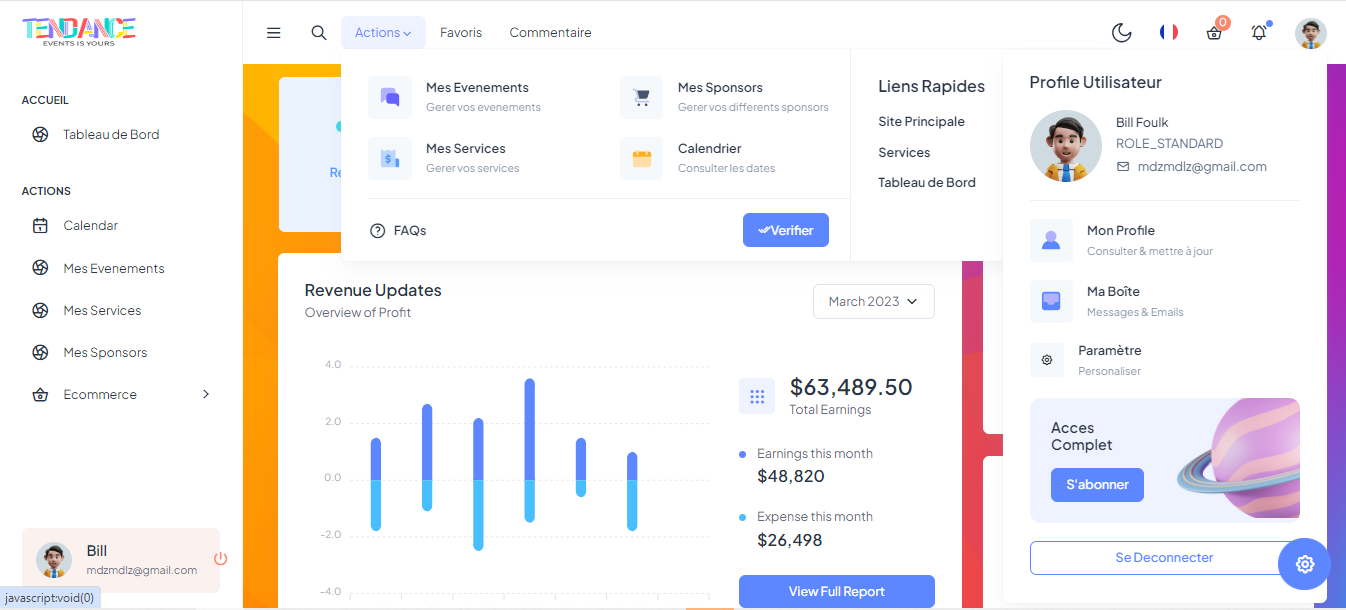 TENDANCE
EVENTS IS YOURS
Actions
Favoris
Commentaire
0
ACCUEIL
Tableau de Bord
ACTIONS
Calendar
Mes Evenements
Mes Services
Mes Sponsors
Ecommerce
Bill
mdzmdlz@gmail.com
javascript:void(0)
Re
Mes Evenements
Gerer vos evenements
Mes Sponsors
Gerer vos differents sponsors
Mes Services
Gerer vos services
Calendrier
Consulter les dates
FAQs
Verifier
Liens Rapides
Site Principale
Services
Tableau de Bord
Revenue Updates
Overview of Profit
March 2023
4.0
2.0
0.0
-2.0
-4.0
$63,489.50
Total Earnings
Earnings this month
$48,820
Expense this month
$26,498
View Full Report
Profile Utilisateur
Bill Foulk
ROLE_STANDARD
mdzmdlz@gmail.com
Mon Profile
Consulter & mettre à jour
Ma Boîte
Messages & Emails
Paramètre
Personaliser
Acces
Complet
S'abonner
Se Deconnecter